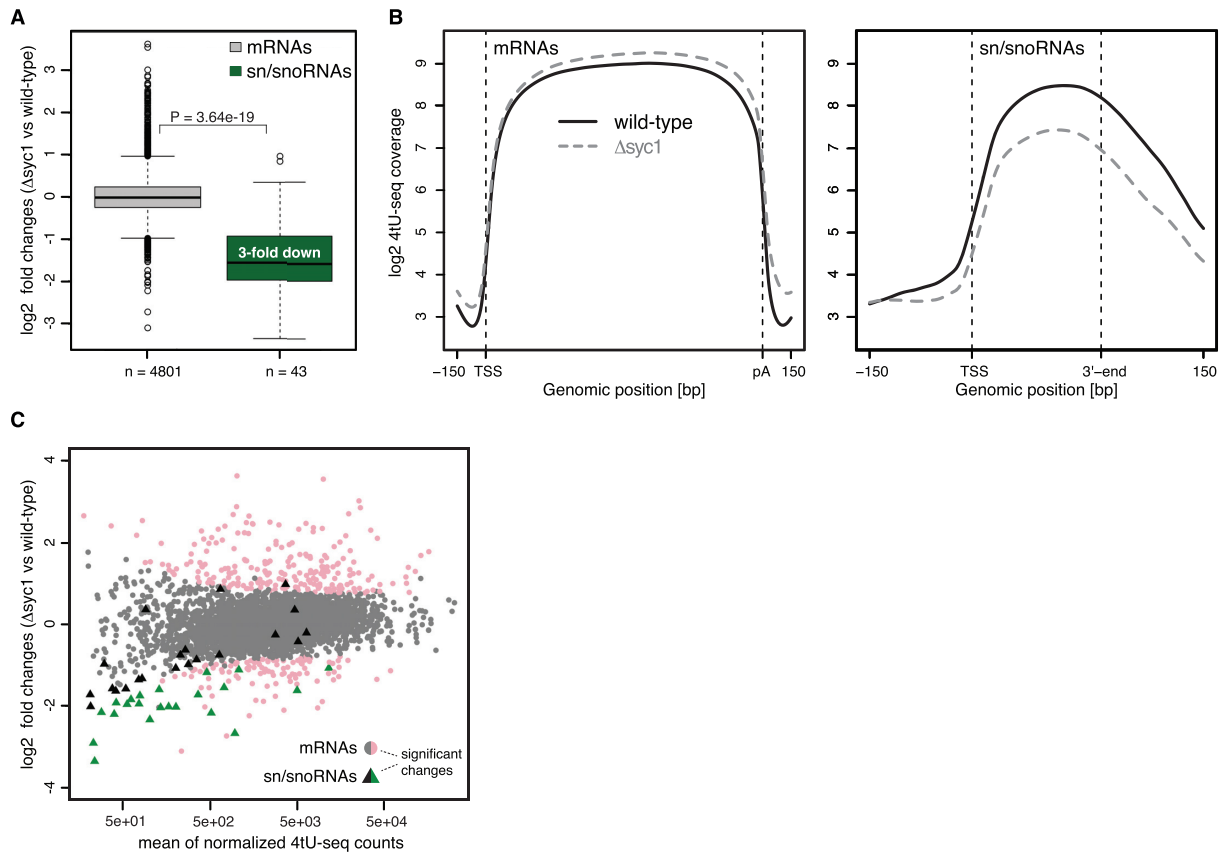 A
log2 fold changes (Δsyc1 vs wild-type)
3
2
1
0
-1
-2
-3
mRNAs
sn/snoRNAs
P = 3.64e-19
3-fold down
n = 4801
n = 43
B
log2 4tU-seq coverage
9
8
7
6
5
4
3
mRNAs
wild-type
Δsyc1
−150 TSS pA 150
Genomic position [bp]
9
8
7
6
5
4
3
sn/snoRNAs
−150 TSS 3'−end 150
Genomic position [bp]
C
log2 fold changes (Δsyc1 vs wild-type)
4
2
0
-2
-4
mRNAs
sn/snoRNAs
significant
changes
5e+01 5e+02 5e+03 5e+04
mean of normalized 4tU-seq counts